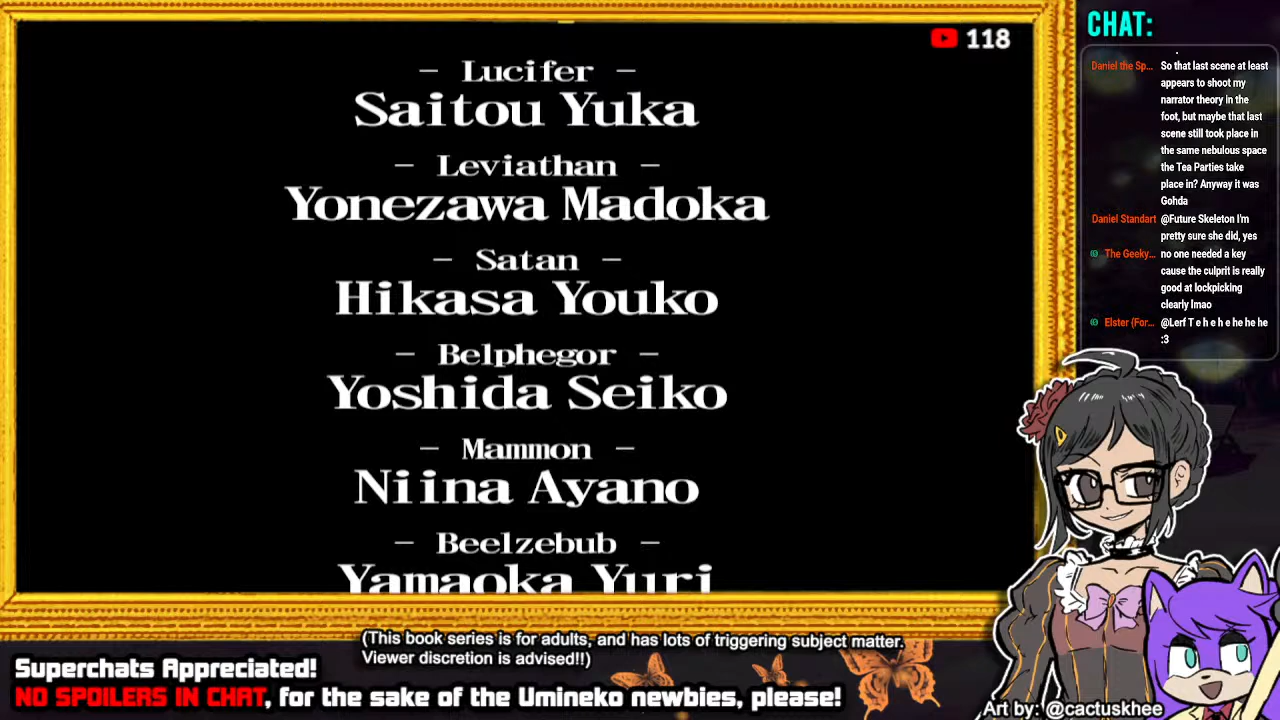 118
CHAT:
– Lucifer –
Saitou Yuka
– Leviathan –
Yonezawa Madoka
– Satan –
Hikasa Youko
– Belphegor –
Yoshida Seiko
– Mammon –
Niina Ayano
– Beelzebub –
Yamaoka Yuri
Daniel the Sp... So that last scene at least
appears to shoot my
narrator theory in the
foot, but maybe that last
scene still took place in
the same nebulous space
the Tea Parties take
place in? Anyway it was
Gohda
Daniel Standart @Future Skeleton I'm
pretty sure she did, yes
The Geeky... no one needed a key
cause the culprit is really
good at lockpicking
clearly lmao
Elster (For... @Lerf T e h e h e h e h e
:3
(This book series is for adults, and has lots of triggering subject matter.
Viewer discretion is advised!!)
Superchats Appreciated!
NO SPOILERS IN CHAT, for the sake of the Umineko newbies, please!
Art by: @cactuskhee